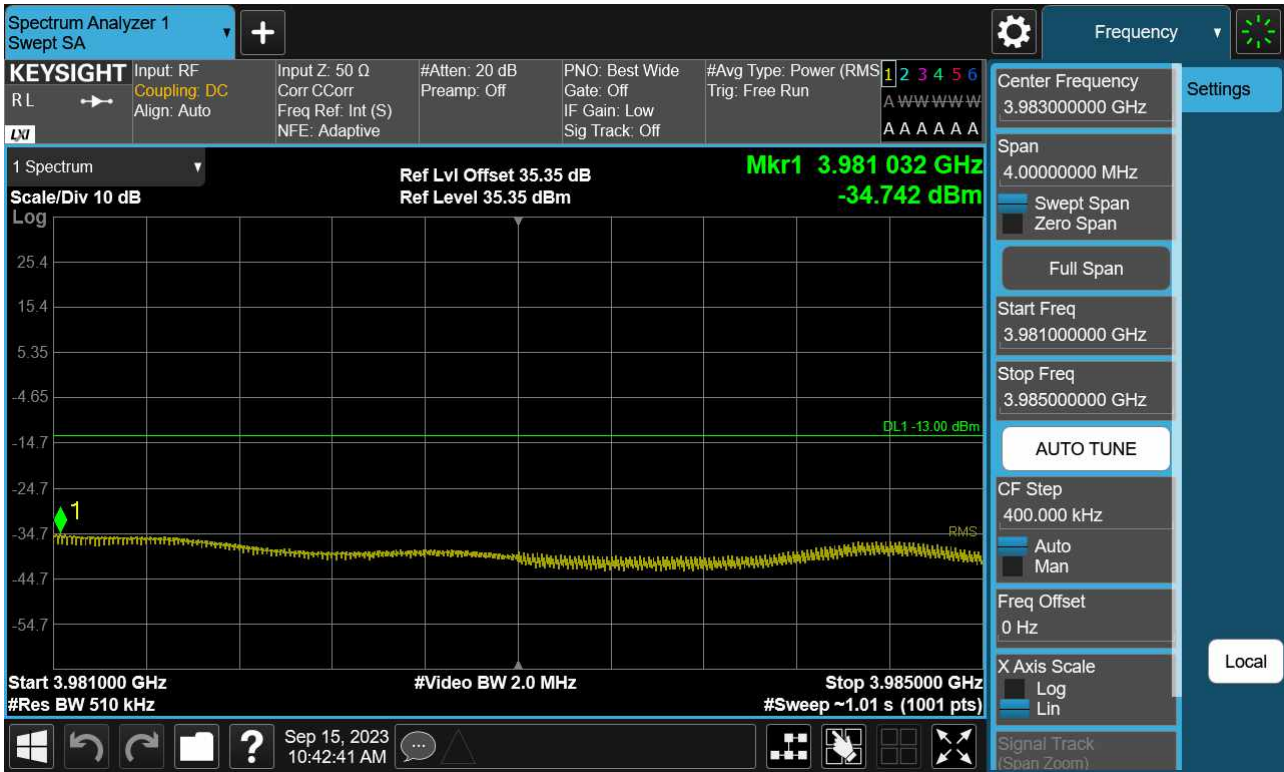 Spectrum Analyzer 1
Swept SA
+
Frequency
KEYSIGHT
RL
LXI
Input: RF
Coupling: DC
Align: Auto
Input Z: 50 Ω
Corr CCorr
Freq Ref: Int (S)
NFE: Adaptive
#Atten: 20 dB
Preamp: Off
PNO: Best Wide
Gate: Off
IF Gain: Low
Sig Track: Off
#Avg Type: Power (RMS
Trig: Free Run
1 2 3 4 5 6
A W W W W W
A A A A A A
1 Spectrum
Scale/Div 10 dB
Log
Ref Lvl Offset 35.35 dB
Ref Level 35.35 dBm
Mkr1 3.981 032 GHz
-34.742 dBm
25.4
15.4
5.35
-4.65
-14.7
-24.7
-34.7
-44.7
-54.7
DL1 -13.00 dBm
1
RMS
Start 3.981000 GHz
#Res BW 510 kHz
#Video BW 2.0 MHz
Stop 3.985000 GHz
#Sweep ~1.01 s (1001 pts)
Center Frequency
3.983000000 GHz
Settings
Span
4.00000000 MHz
Swept Span
Zero Span
Full Span
Start Freq
3.981000000 GHz
Stop Freq
3.985000000 GHz
AUTO TUNE
CF Step
400.000 kHz
Auto
Man
Freq Offset
0 Hz
X Axis Scale
Log
Lin
Local
Signal Track
(Span Zoom)
?
Sep 15, 2023
10:42:41 AM